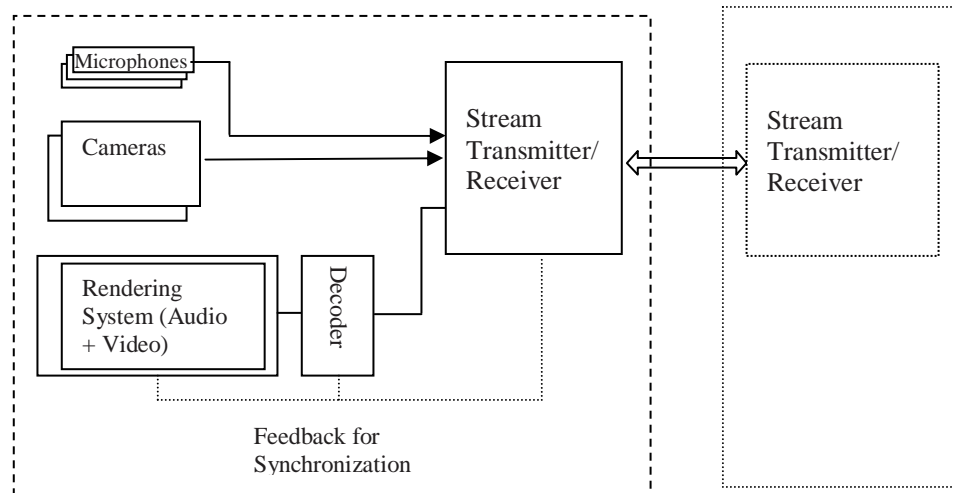 Microphones
Cameras
Stream
Transmitter/
Receiver
Stream
Transmitter/
Receiver
Rendering
System (Audio
+ Video)
Decoder
Feedback for
Synchronization